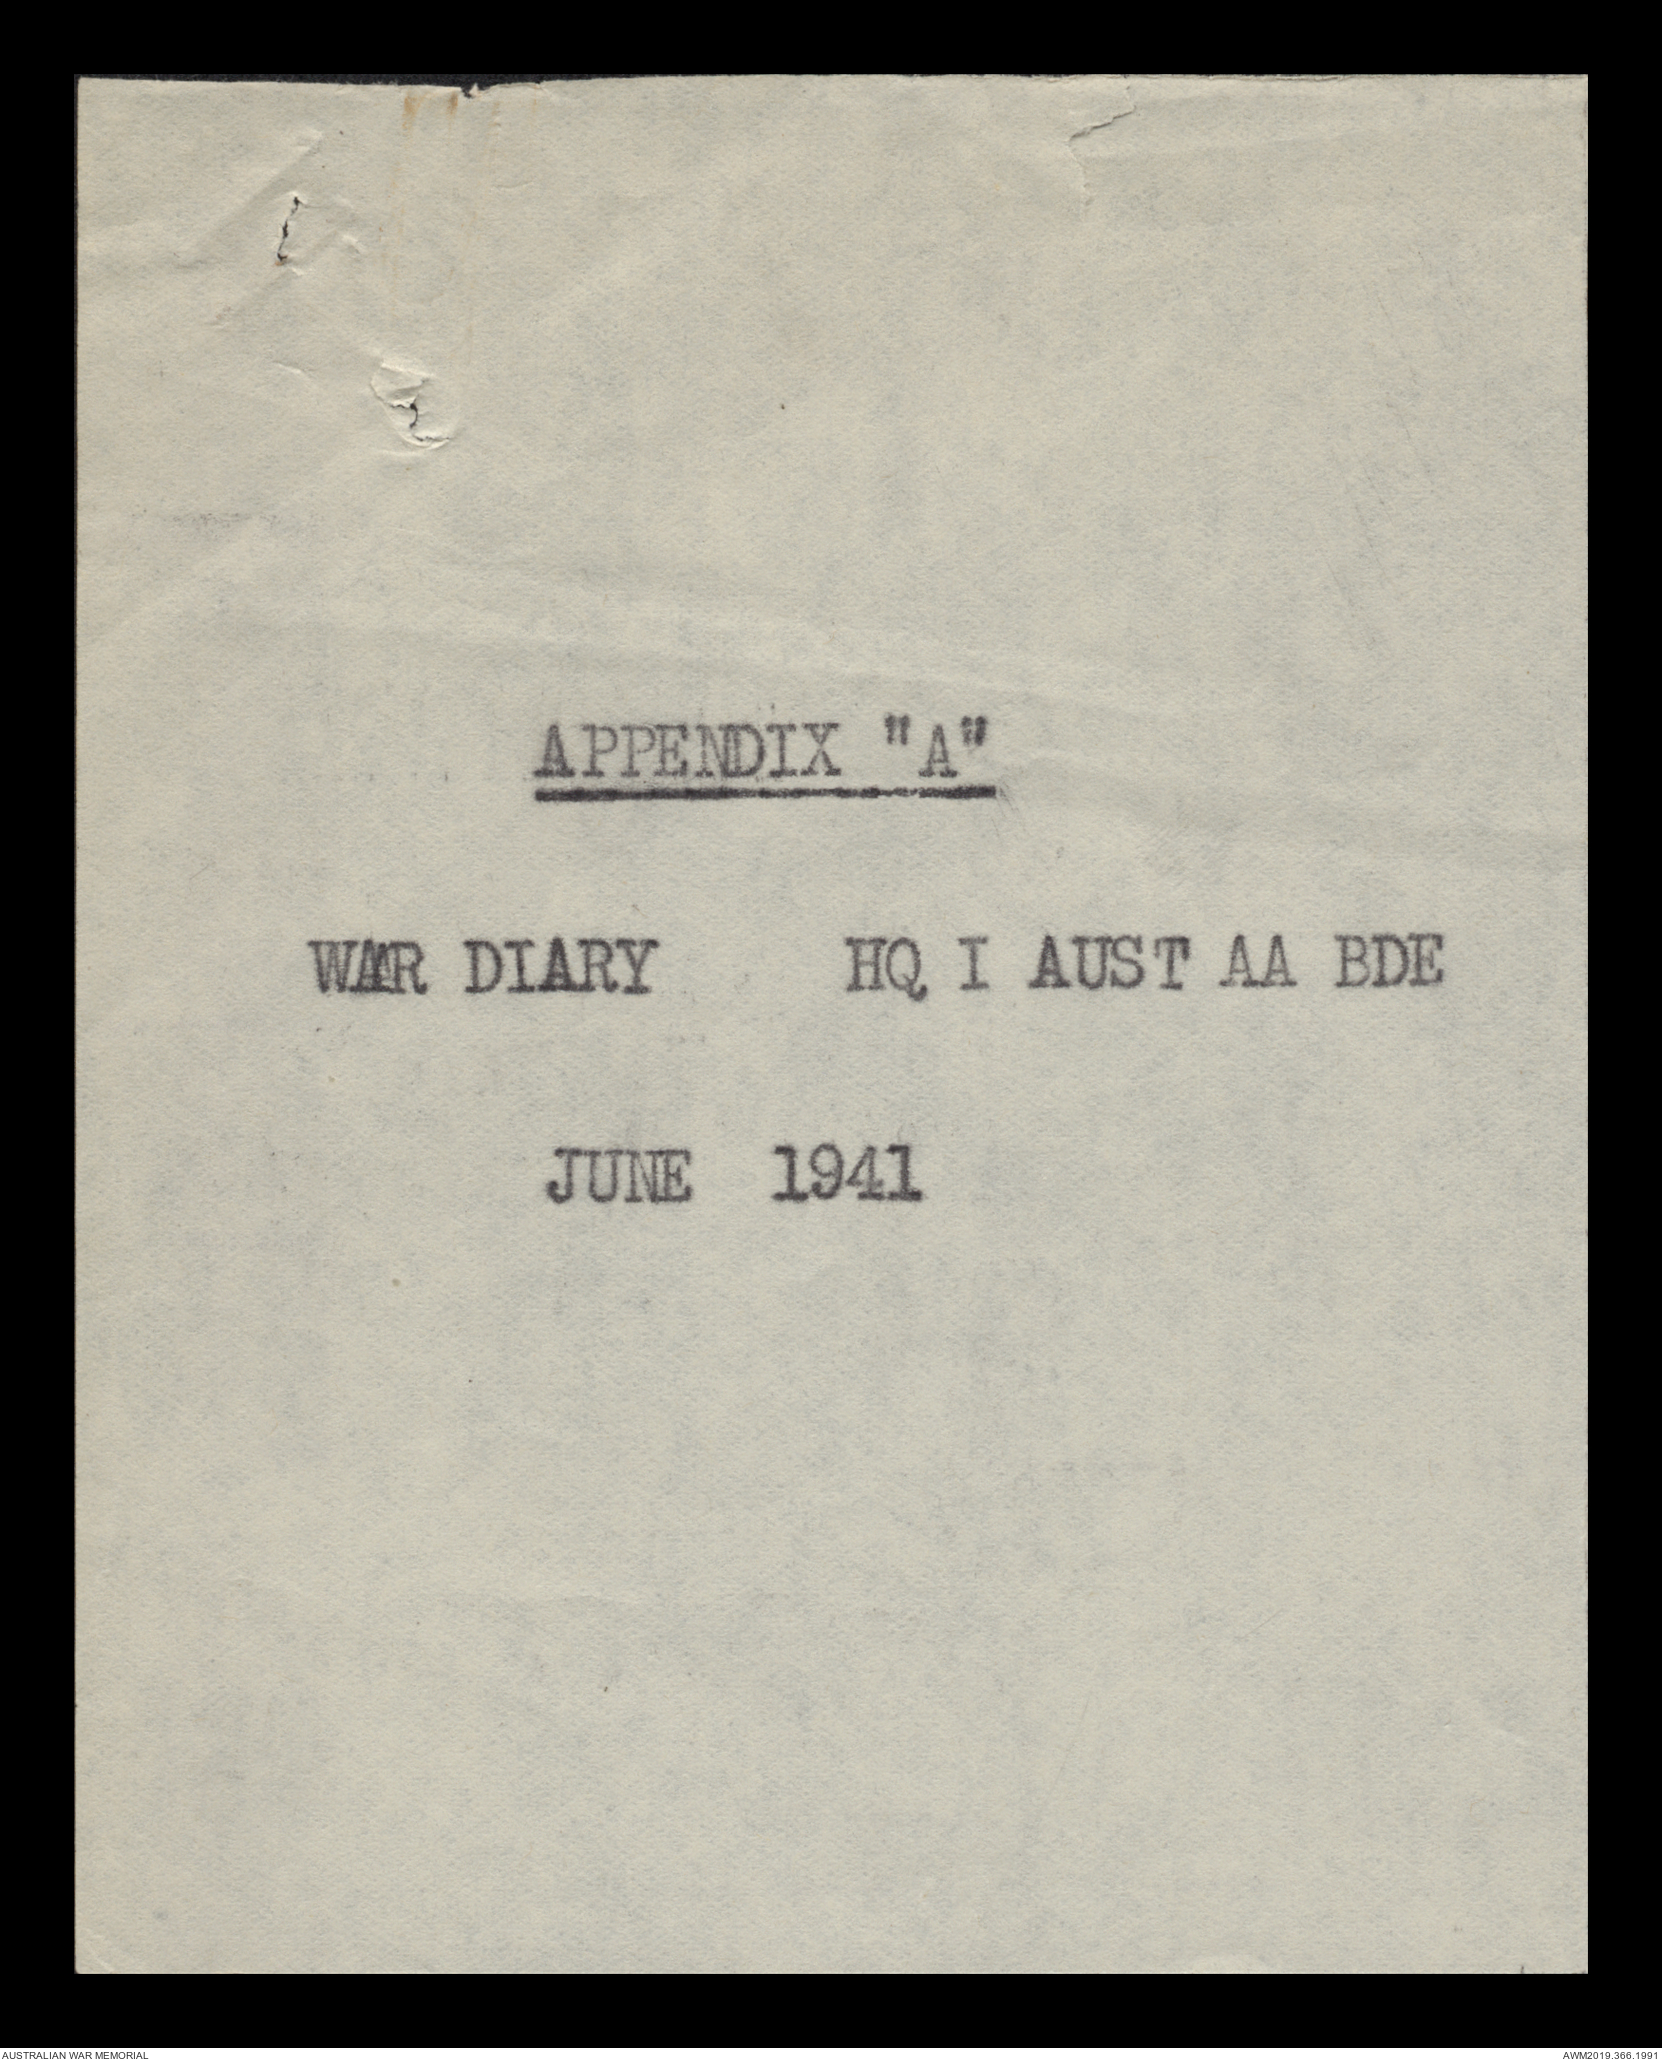 APPENDIX "A"
WAR DIARY HQ I AUST AA BDE
JUNE 1941
AUSTRALIAN WAR MEMORIAL AWM2019.366.1991